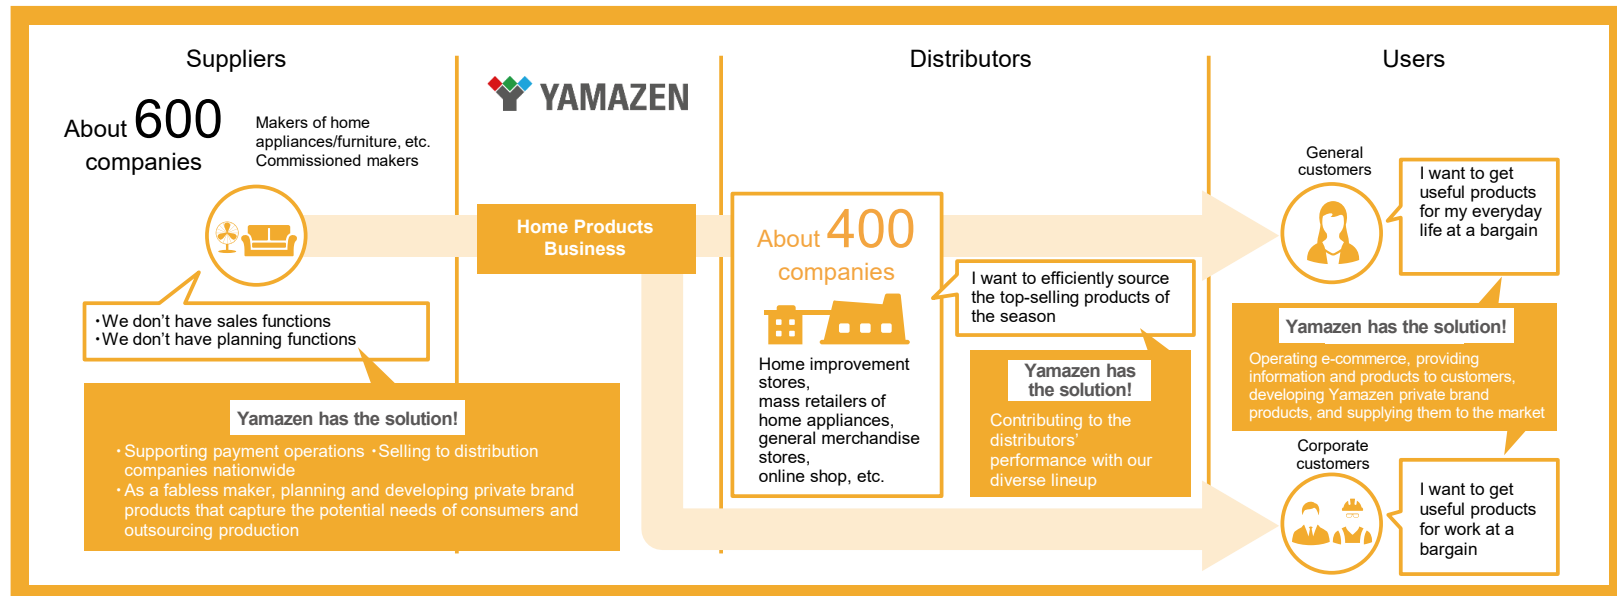 Suppliers
About 600
companies
Makers of home
appliances/furniture, etc.
Commissioned makers
・We don’t have sales functions
・We don’t have planning functions
Yamazen has the solution!
・Supporting payment operations ・Selling to distribution
companies nationwide
・As a fabless maker, planning and developing private brand
products that capture the potential needs of consumers and
outsourcing production
YAMAZEN
Home Products
Business
Distributors
About 400
companies
Home improvement
stores,
mass retailers of
home appliances,
general merchandise
stores,
online shop, etc.
I want to efficiently source
the top-selling products of
the season
Yamazen has
the solution!
Contributing to the
distributors’
performance with our
diverse lineup
Users
General
customers
I want to get
useful products
for my everyday
life at a bargain
Yamazen has the solution!
Operating e-commerce, providing
information and products to customers,
developing Yamazen private brand
products, and supplying them to the market
Corporate
customers
I want to get
useful products
for work at a
bargain